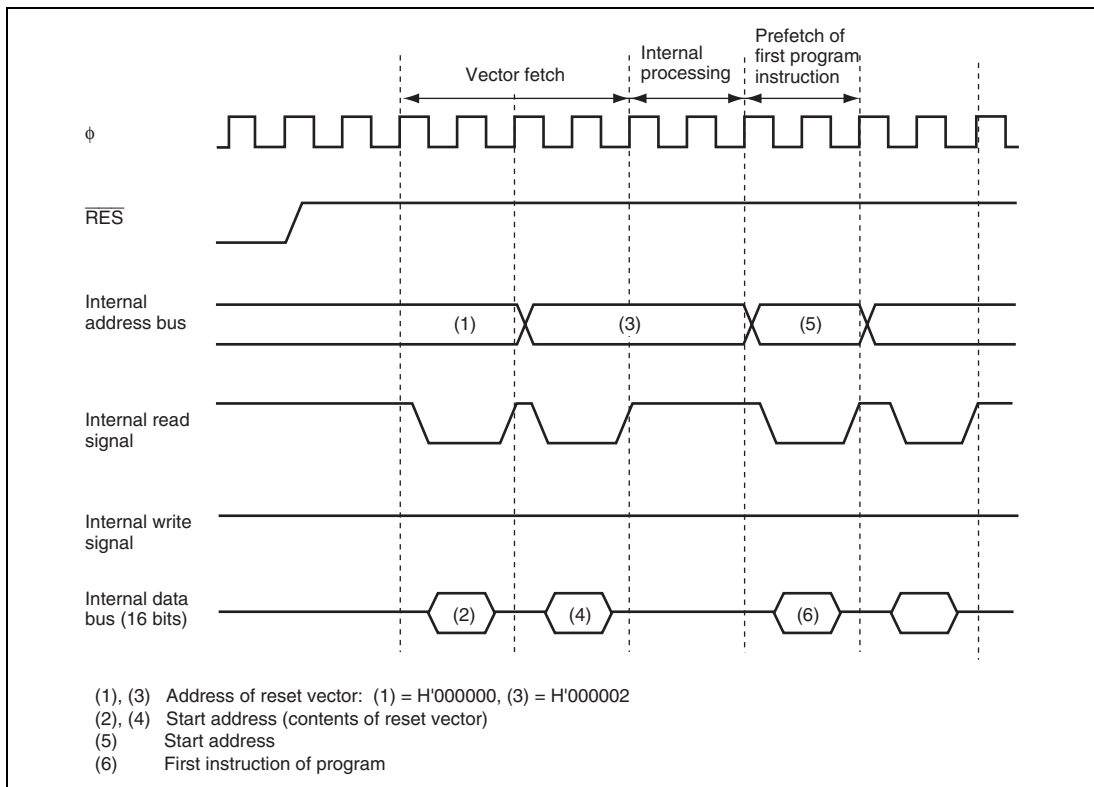 Vector fetch
Internal
processing
Prefetch of
first program
instruction
ϕ
R̅E̅S̅
Internal
address bus
(1)
(3)
(5)
Internal read
signal
Internal write
signal
Internal data
bus (16 bits)
(2)
(4)
(6)
(1), (3) Address of reset vector: (1) = H'000000, (3) = H'000002
(2), (4) Start address (contents of reset vector)
(5) Start address
(6) First instruction of program